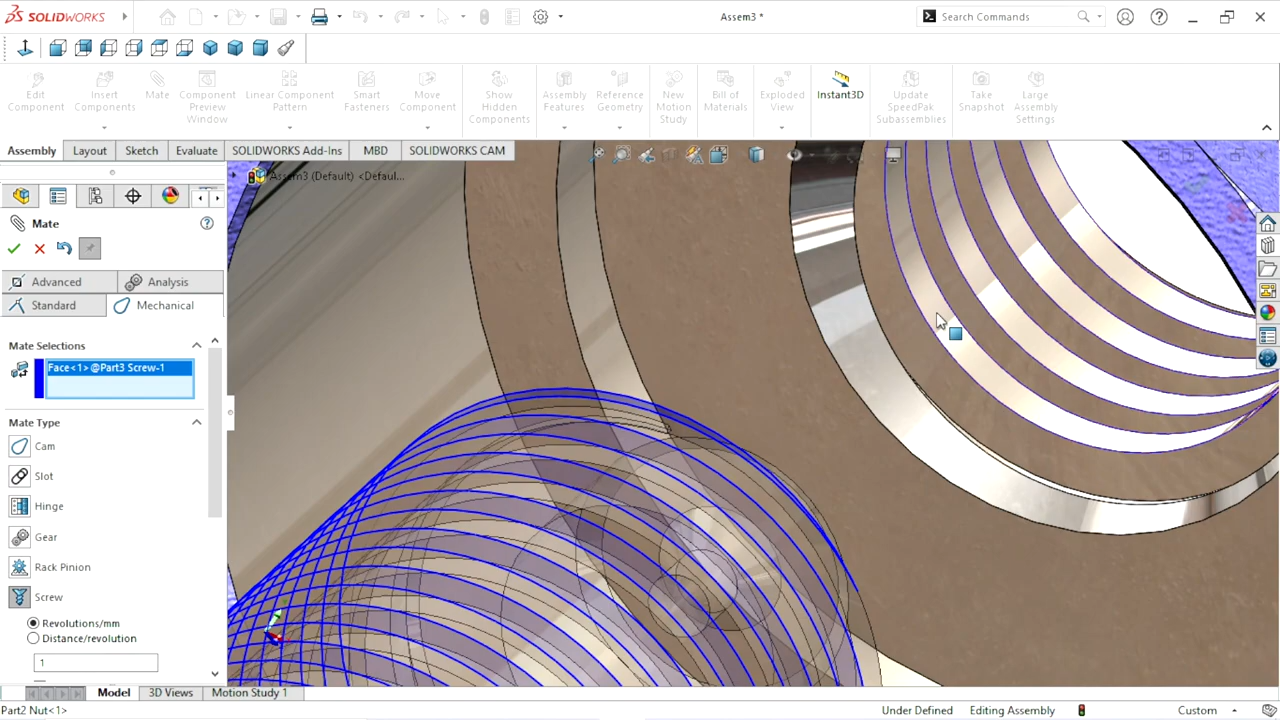 SOLIDWORKS
Assem3 *
Search Commands
Edit Component
Insert Components
Mate
Component Preview Window
Linear Component Pattern
Smart Fasteners
Move Component
Show Hidden Components
Assembly Features
Reference Geometry
New Motion Study
Bill of Materials
Exploded View
Instant3D
Update SpeedPak Subassemblies
Take Snapshot
Large Assembly Settings
Assembly
Layout
Sketch
Evaluate
SOLIDWORKS Add-Ins
MBD
SOLIDWORKS CAM
Assem3 (Default) <Defaul...
Mate
Advanced
Analysis
Standard
Mechanical
Mate Selections
Face<1>@Part3 Screw-1
Mate Type
Cam
Slot
Hinge
Gear
Rack Pinion
Screw
Revolutions/mm
Distance/revolution
1
Model
3D Views
Motion Study 1
Part2 Nut<1>
Under Defined
Editing Assembly
Custom